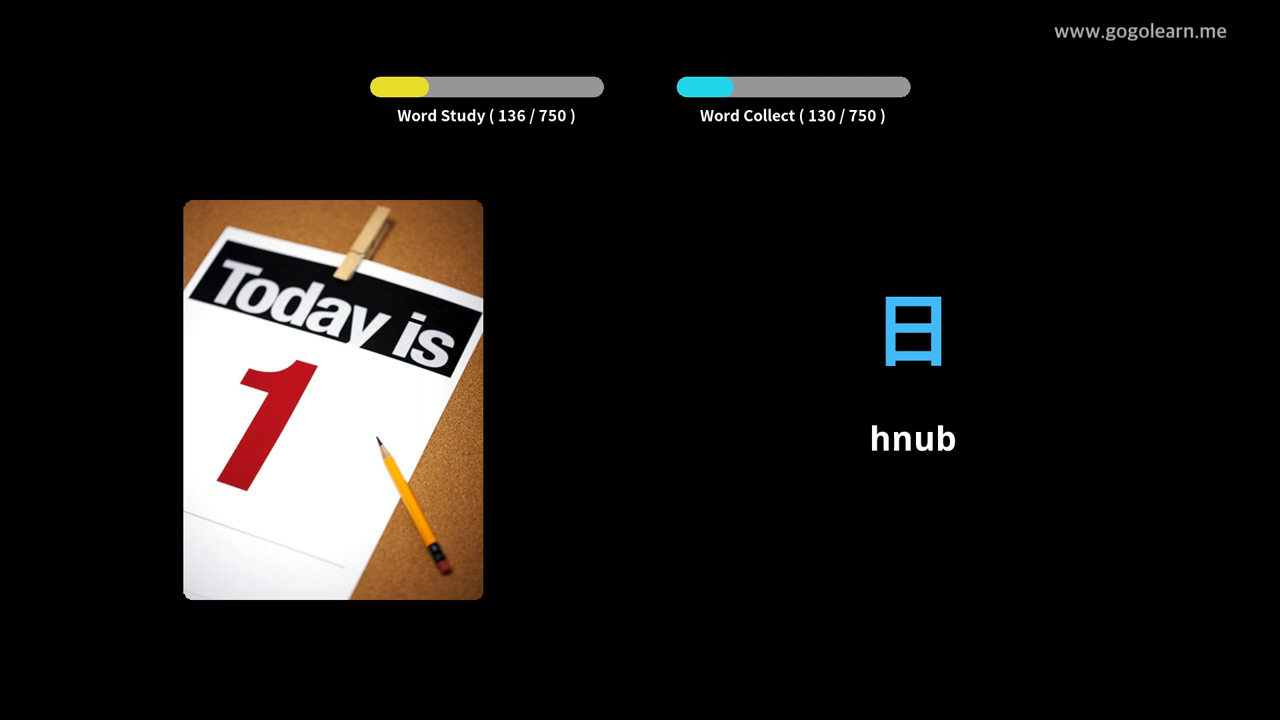 www.gogolearn.me
Word Study ( 136 / 750 )
Word Collect ( 130 / 750 )
Today is
1
日
hnub